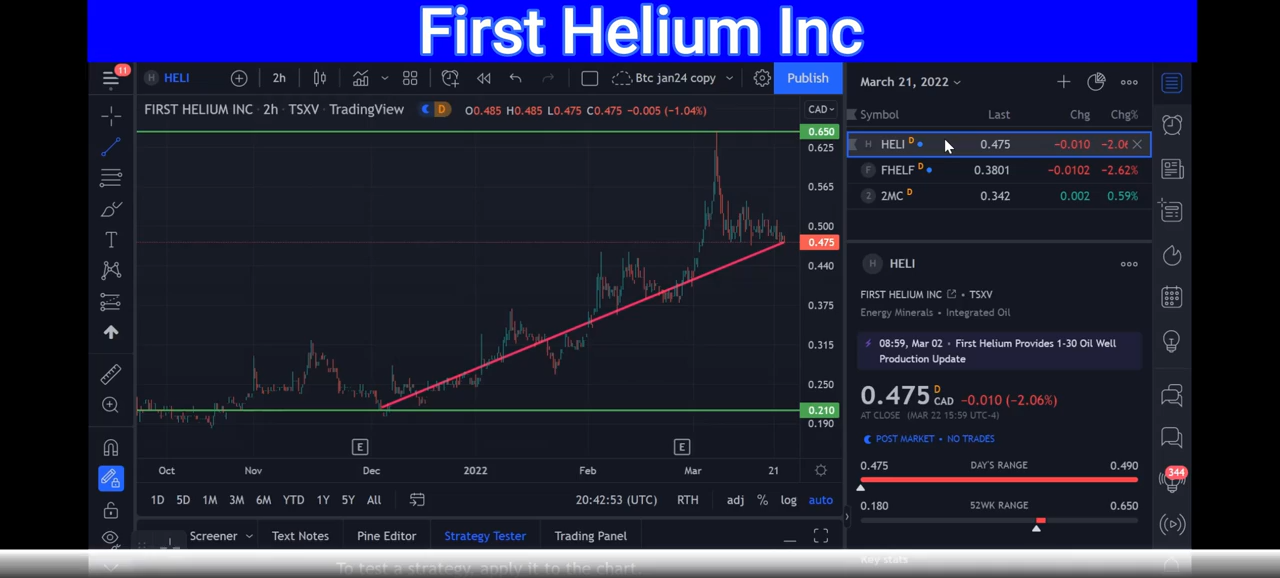 First Helium Inc
11
H HELI
2h
Btc jan24 copy
Publish
FIRST HELIUM INC · 2h · TSXV · TradingView
D
O0.485 H0.485 L0.475 C0.475 −0.005 (−1.04%)
CAD
0.650
0.625
0.565
0.500
0.475
0.440
0.375
0.315
0.250
0.210
0.190
E
E
Oct
Nov
Dec
2022
Feb
Mar
21
1D
5D
1M
3M
6M
YTD
1Y
5Y
All
20:42:53 (UTC)
RTH
adj
%
log
auto
Screener
Text Notes
Pine Editor
Strategy Tester
Trading Panel
To test a strategy, apply it to the chart.
March 21, 2022
Symbol Last Chg Chg%
H HELI D 0.475 −0.010 −2.06
F FHELF D 0.3801 −0.0102 −2.62%
2 2MC D 0.342 0.002 0.59%
H HELI
FIRST HELIUM INC • TSXV
Energy Minerals • Integrated Oil
08:59, Mar 02 • First Helium Provides 1-30 Oil Well
Production Update
0.475 D CAD −0.010 (−2.06%)
AT CLOSE (MAR 22 15:59 UTC-4)
POST MARKET • NO TRADES
0.475 DAY'S RANGE 0.490
0.180 52WK RANGE 0.650
Key stats
344